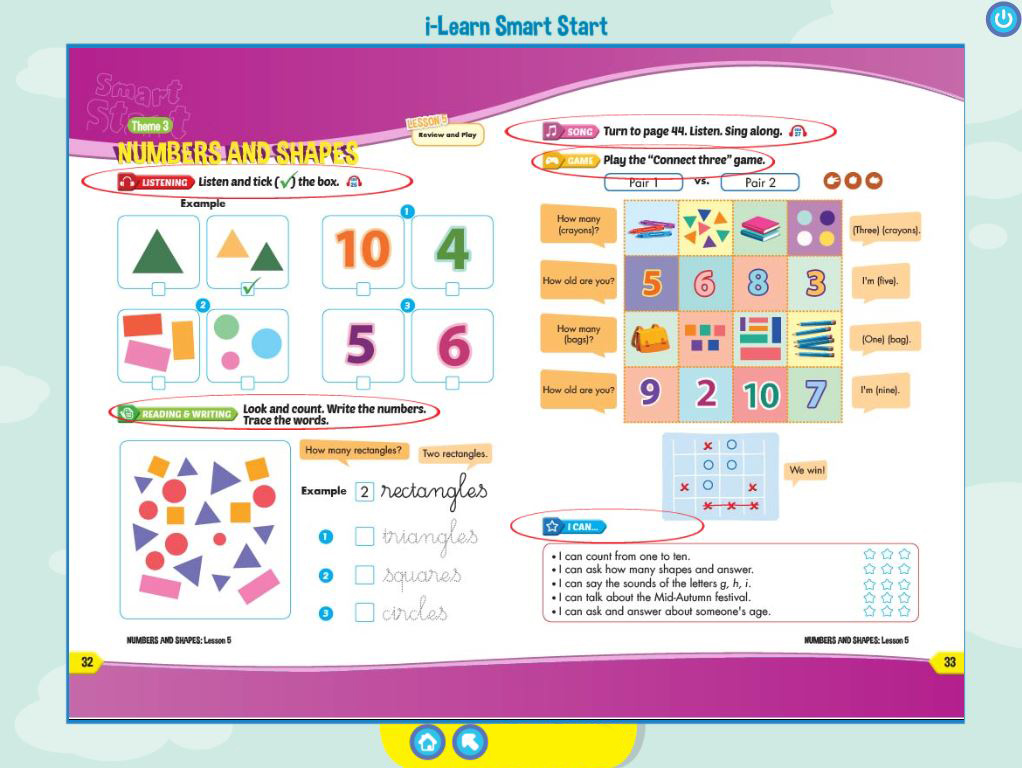 i-Learn Smart Start
Smart
Start
Theme 3
NUMBERS AND SHAPES
LESSON 5
Review and Play
LISTENING Listen and tick (✓) the box.
Example
1
10 4
2 3
5 6
READING & WRITING Look and count. Write the numbers.
Trace the words.
How many rectangles?
Two rectangles.
Example 2 rectangles
1 triangles
2 squares
3 circles
NUMBERS AND SHAPES: Lesson 5
32
SONG Turn to page 44. Listen. Sing along.
GAME Play the “Connect three” game.
Pair 1 vs. Pair 2
How many
(crayons)?
(Three) (crayons).
How old are you? 5 6 8 3 I'm (five).
How many
(bags)?
(One) (bag).
How old are you? 9 2 10 7 I'm (nine).
We win!
I CAN...
• I can count from one to ten.
• I can ask how many shapes and answer.
• I can say the sounds of the letters g, h, i.
• I can talk about the Mid-Autumn festival.
• I can ask and answer about someone's age.
NUMBERS AND SHAPES: Lesson 5
33